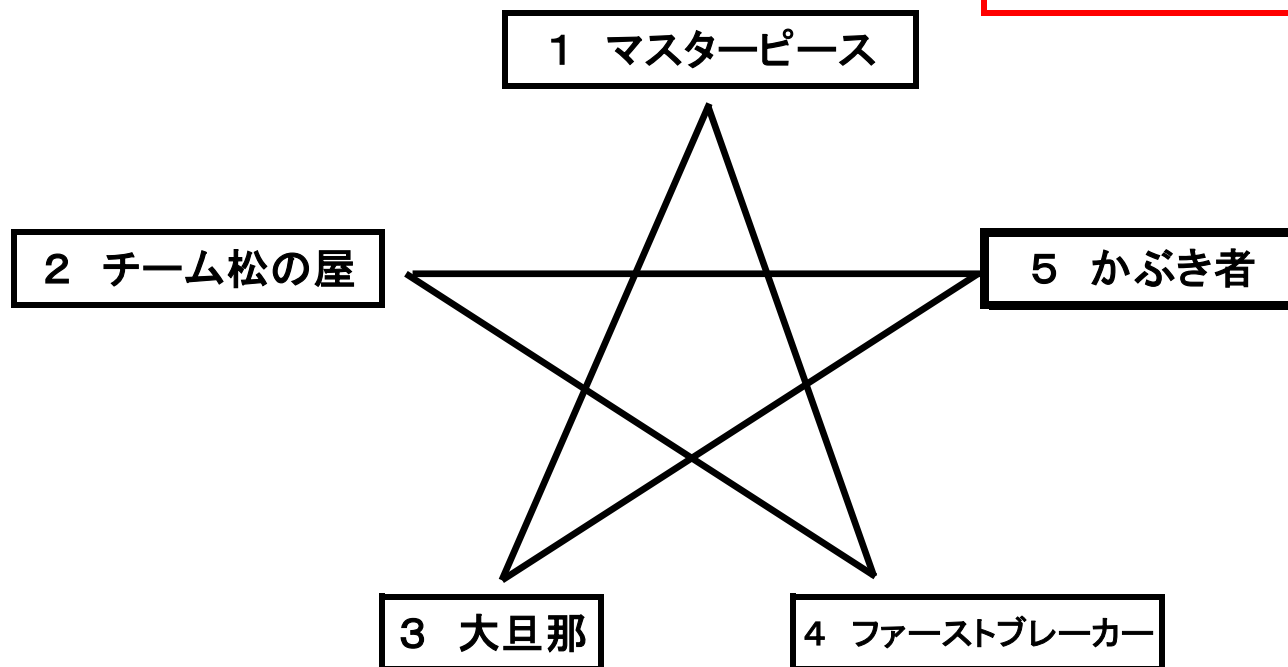 １　マスターピース
２　チーム松の屋
５　かぶき者
３　大旦那
４　ファーストブレーカー